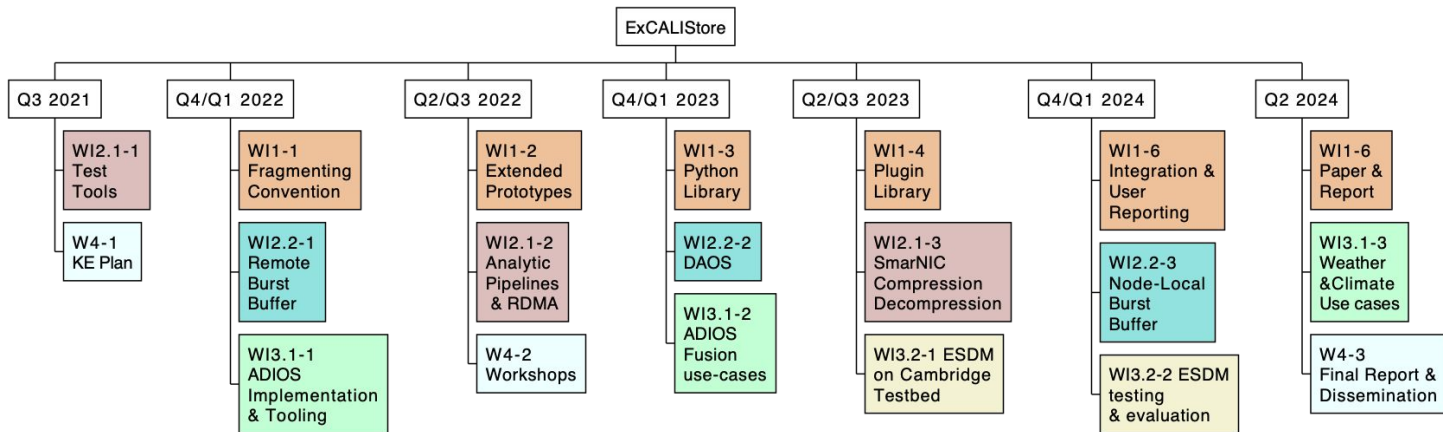 ExCALIStore
Q3 2021
Q4/Q1 2022
Q2/Q3 2022
Q4/Q1 2023
Q2/Q3 2023
Q4/Q1 2024
Q2 2024
WI2.1-1
Test
Tools
W4-1
KE Plan
WI1-1
Fragmenting
Convention
WI2.2-1
Remote
Burst
Buffer
WI3.1-1
ADIOS
Implementation
& Tooling
WI1-2
Extended
Prototypes
WI2.1-2
Analytic
Pipelines
& RDMA
W4-2
Workshops
WI1-3
Python
Library
WI2.2-2
DAOS
WI3.1-2
ADIOS
Fusion
use-cases
WI1-4
Plugin
Library
WI2.1-3
SmarNIC
Compression
Decompression
WI3.2-1 ESDM
on Cambridge
Testbed
WI1-6
Integration &
User
Reporting
WI2.2-3
Node-Local
Burst
Buffer
WI3.2-2 ESDM
testing
& evaluation
WI1-6
Paper &
Report
WI3.1-3
Weather
&Climate
Use cases
W4-3
Final Report &
Dissemination